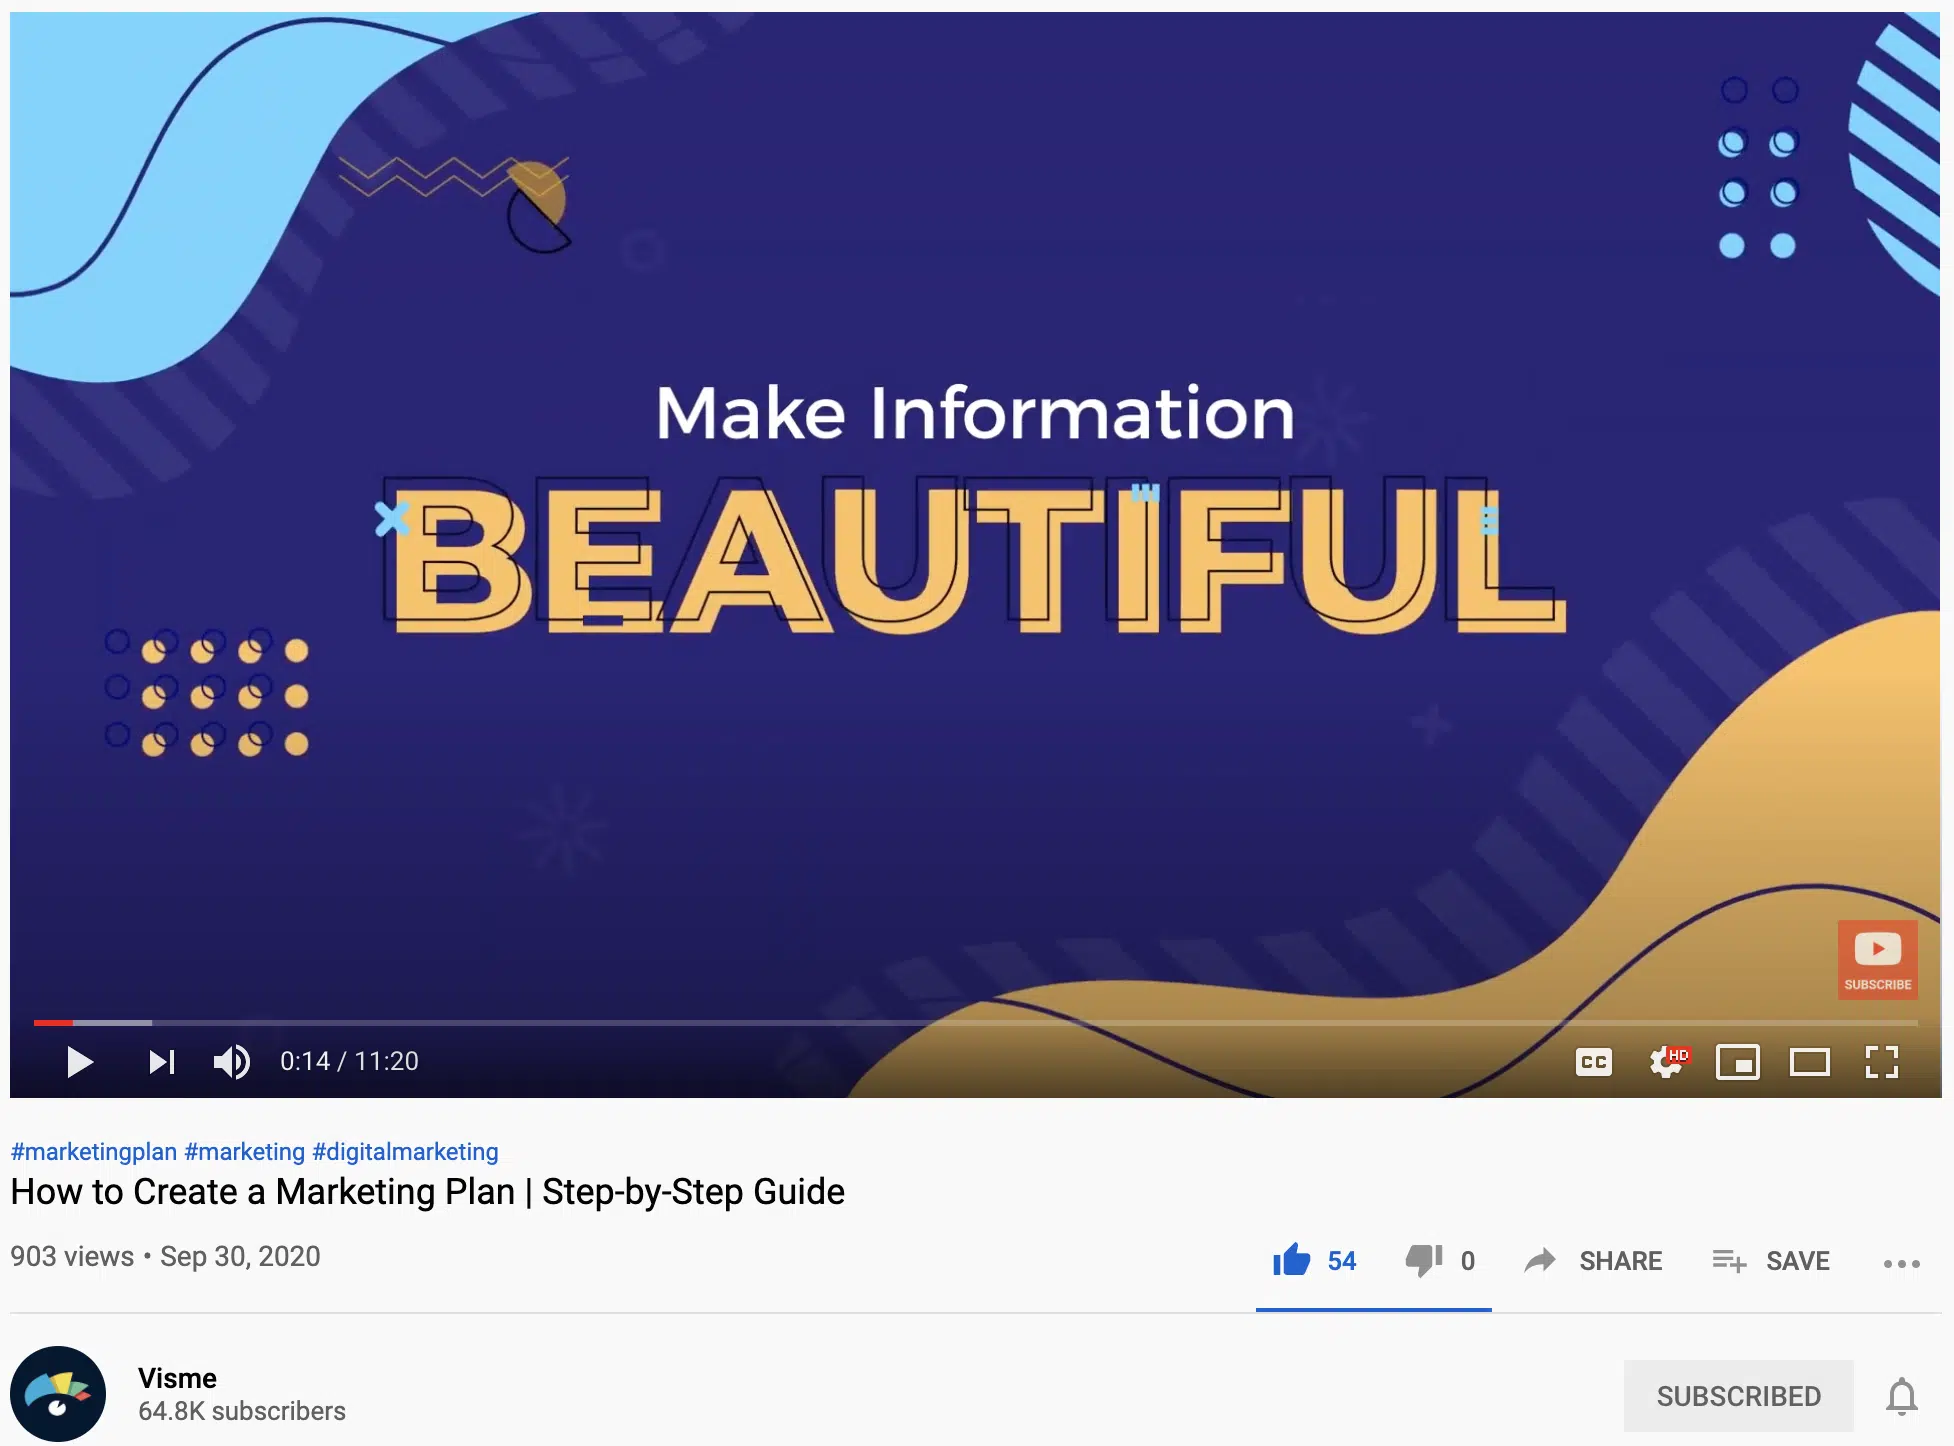 Make Information
BEAUTIFUL
SUBSCRIBE
0:14 / 11:20
CC
HD
#marketingplan #marketing #digitalmarketing
How to Create a Marketing Plan | Step-by-Step Guide
903 views • Sep 30, 2020
54
0
SHARE
SAVE
Visme
64.8K subscribers
SUBSCRIBED